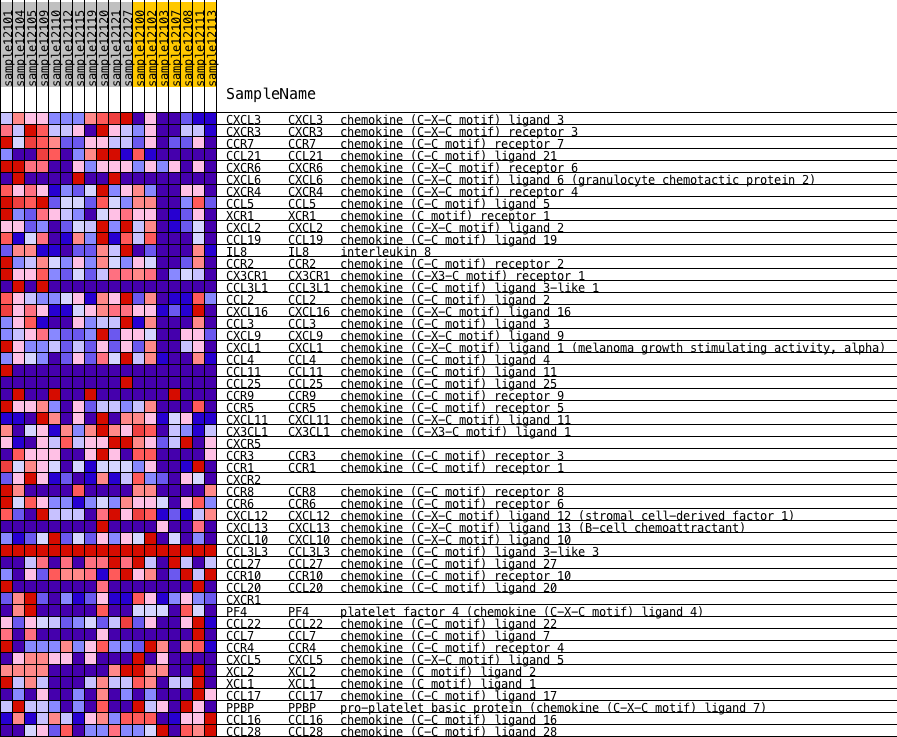 sample12101
sample12104
sample12105
sample12109
sample12110
sample12112
sample12115
sample12119
sample12120
sample12121
sample12127
sample12100
sample12102
sample12103
sample12107
sample12108
sample12111
sample12113
SampleName
CXCL3 CXCL3 chemokine (C-X-C motif) ligand 3
CXCR3 CXCR3 chemokine (C-X-C motif) receptor 3
CCR7 CCR7 chemokine (C-C motif) receptor 7
CCL21 CCL21 chemokine (C-C motif) ligand 21
CXCR6 CXCR6 chemokine (C-X-C motif) receptor 6
CXCL6 CXCL6 chemokine (C-X-C motif) ligand 6 (granulocyte chemotactic protein 2)
CXCR4 CXCR4 chemokine (C-X-C motif) receptor 4
CCL5 CCL5 chemokine (C-C motif) ligand 5
XCR1 XCR1 chemokine (C motif) receptor 1
CXCL2 CXCL2 chemokine (C-X-C motif) ligand 2
CCL19 CCL19 chemokine (C-C motif) ligand 19
IL8 IL8 interleukin 8
CCR2 CCR2 chemokine (C-C motif) receptor 2
CX3CR1 CX3CR1 chemokine (C-X3-C motif) receptor 1
CCL3L1 CCL3L1 chemokine (C-C motif) ligand 3-like 1
CCL2 CCL2 chemokine (C-C motif) ligand 2
CXCL16 CXCL16 chemokine (C-X-C motif) ligand 16
CCL3 CCL3 chemokine (C-C motif) ligand 3
CXCL9 CXCL9 chemokine (C-X-C motif) ligand 9
CXCL1 CXCL1 chemokine (C-X-C motif) ligand 1 (melanoma growth stimulating activity, alpha)
CCL4 CCL4 chemokine (C-C motif) ligand 4
CCL11 CCL11 chemokine (C-C motif) ligand 11
CCL25 CCL25 chemokine (C-C motif) ligand 25
CCR9 CCR9 chemokine (C-C motif) receptor 9
CCR5 CCR5 chemokine (C-C motif) receptor 5
CXCL11 CXCL11 chemokine (C-X-C motif) ligand 11
CX3CL1 CX3CL1 chemokine (C-X3-C motif) ligand 1
CXCR5
CCR3 CCR3 chemokine (C-C motif) receptor 3
CCR1 CCR1 chemokine (C-C motif) receptor 1
CXCR2
CCR8 CCR8 chemokine (C-C motif) receptor 8
CCR6 CCR6 chemokine (C-C motif) receptor 6
CXCL12 CXCL12 chemokine (C-X-C motif) ligand 12 (stromal cell-derived factor 1)
CXCL13 CXCL13 chemokine (C-X-C motif) ligand 13 (B-cell chemoattractant)
CXCL10 CXCL10 chemokine (C-X-C motif) ligand 10
CCL3L3 CCL3L3 chemokine (C-C motif) ligand 3-like 3
CCL27 CCL27 chemokine (C-C motif) ligand 27
CCR10 CCR10 chemokine (C-C motif) receptor 10
CCL20 CCL20 chemokine (C-C motif) ligand 20
CXCR1
PF4 PF4 platelet factor 4 (chemokine (C-X-C motif) ligand 4)
CCL22 CCL22 chemokine (C-C motif) ligand 22
CCL7 CCL7 chemokine (C-C motif) ligand 7
CCR4 CCR4 chemokine (C-C motif) receptor 4
CXCL5 CXCL5 chemokine (C-X-C motif) ligand 5
XCL2 XCL2 chemokine (C motif) ligand 2
XCL1 XCL1 chemokine (C motif) ligand 1
CCL17 CCL17 chemokine (C-C motif) ligand 17
PPBP PPBP pro-platelet basic protein (chemokine (C-X-C motif) ligand 7)
CCL16 CCL16 chemokine (C-C motif) ligand 16
CCL28 CCL28 chemokine (C-C motif) ligand 28